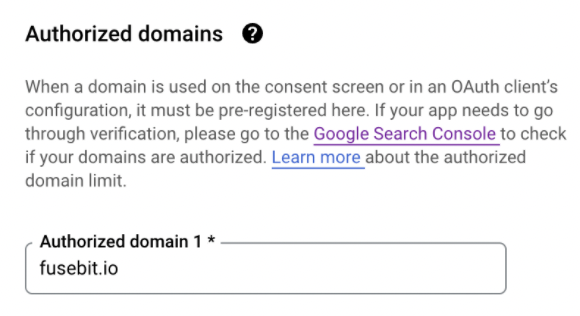 Authorized domains ?
When a domain is used on the consent screen or in an OAuth client's
configuration, it must be pre-registered here. If your app needs to go
through verification, please go to the Google Search Console to check
if your domains are authorized. Learn more about the authorized
domain limit.
Authorized domain 1 *
fusebit.io